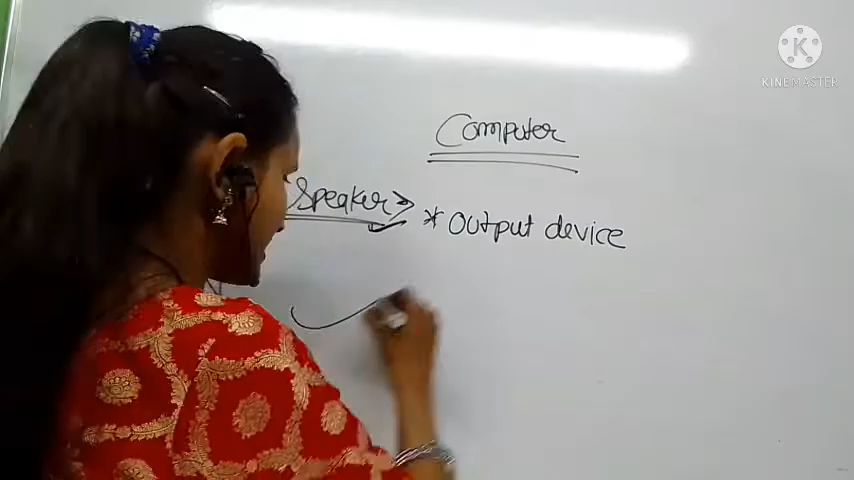 K
KINEMASTER
Computer
Speaker
* Output device